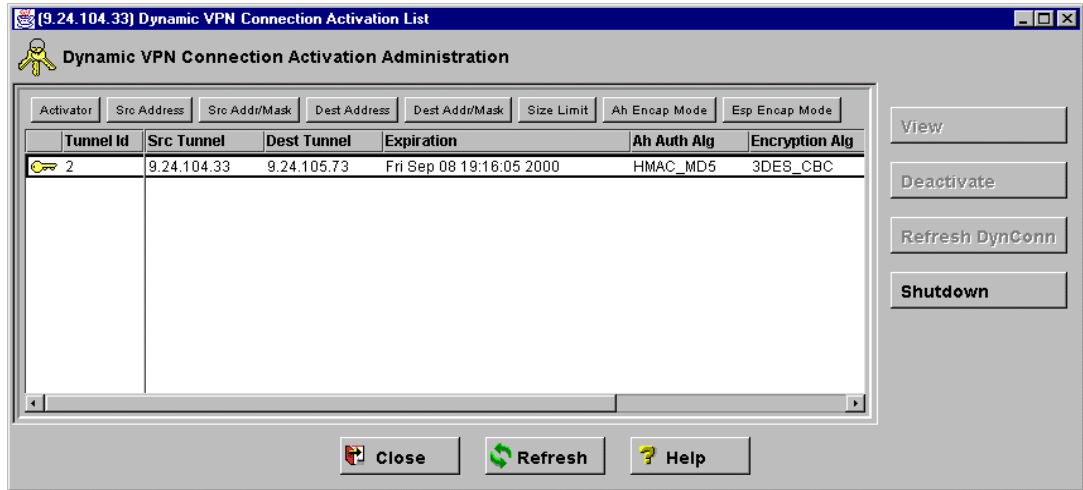 (9.24.104.33) Dynamic VPN Connection Activation List
Dynamic VPN Connection Activation Administration
Activator Src Address Src Addr/Mask Dest Address Dest Addr/Mask Size Limit Ah Encap Mode Esp Encap Mode
Tunnel Id Src Tunnel Dest Tunnel Expiration Ah Auth Alg Encryption Alg
2 9.24.104.33 9.24.105.73 Fri Sep 08 19:16:05 2000 HMAC_MD5 3DES_CBC
View
Deactivate
Refresh DynConn
Shutdown
Close Refresh Help